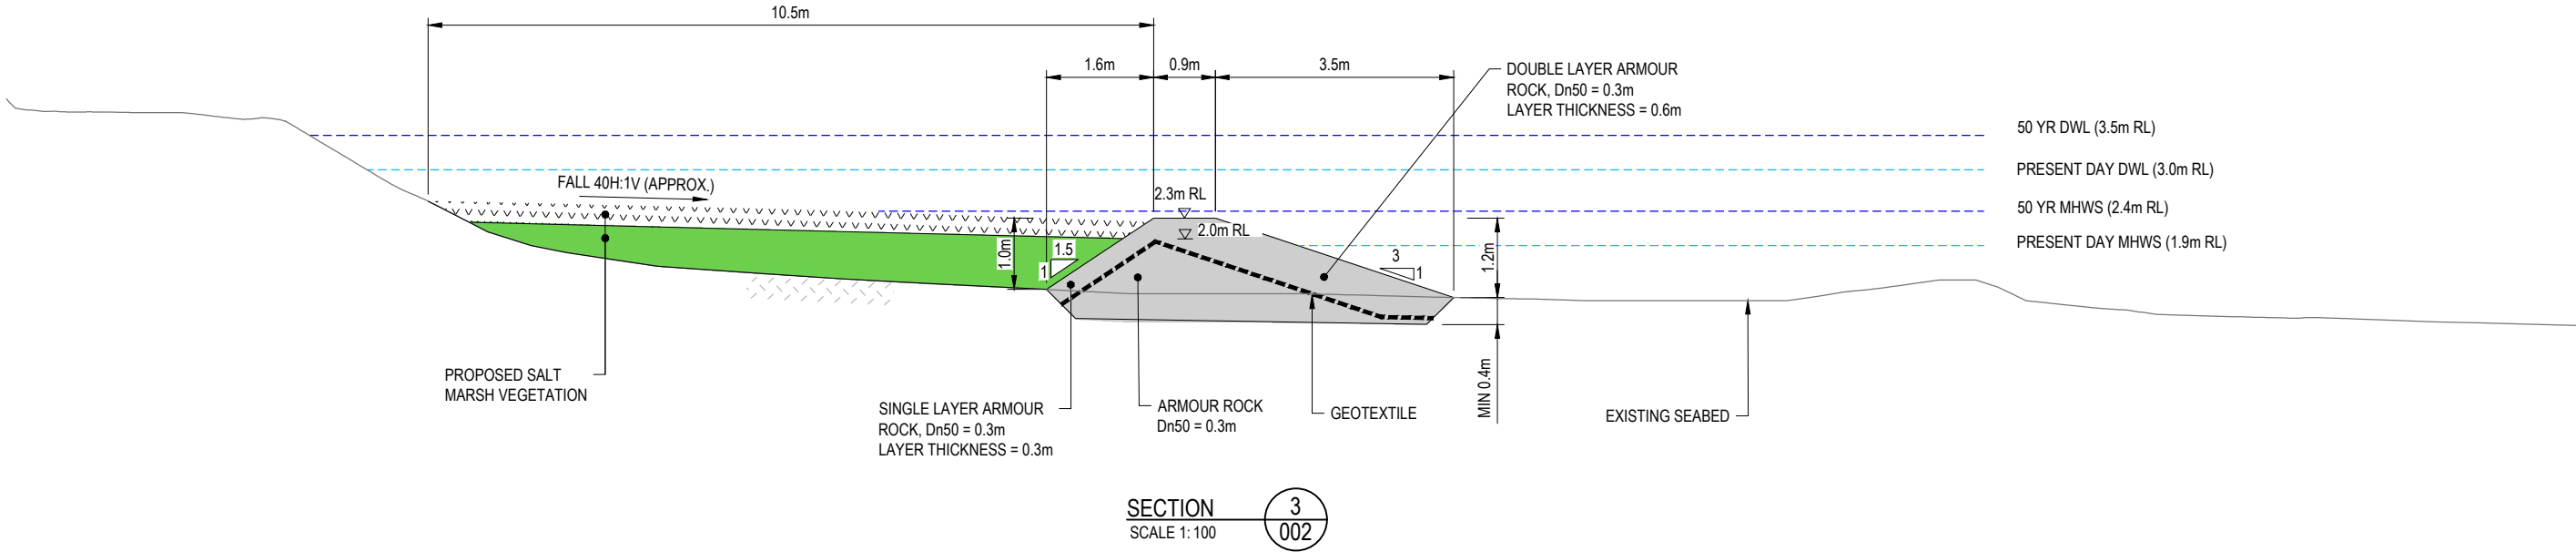 10.5m
1.6m
0.9m
3.5m
DOUBLE LAYER ARMOUR
ROCK, Dn50 = 0.3m
LAYER THICKNESS = 0.6m
50 YR DWL (3.5m RL)
PRESENT DAY DWL (3.0m RL)
FALL 40H:1V (APPROX.)
2.3m RL
50 YR MHWS (2.4m RL)
2.0m RL
PRESENT DAY MHWS (1.9m RL)
1.0m
1.5
1
3
1
1.2m
PROPOSED SALT
MARSH VEGETATION
SINGLE LAYER ARMOUR
ROCK, Dn50 = 0.3m
LAYER THICKNESS = 0.3m
ARMOUR ROCK
Dn50 = 0.3m
GEOTEXTILE
MIN 0.4m
EXISTING SEABED
SECTION
SCALE 1: 100
3
002